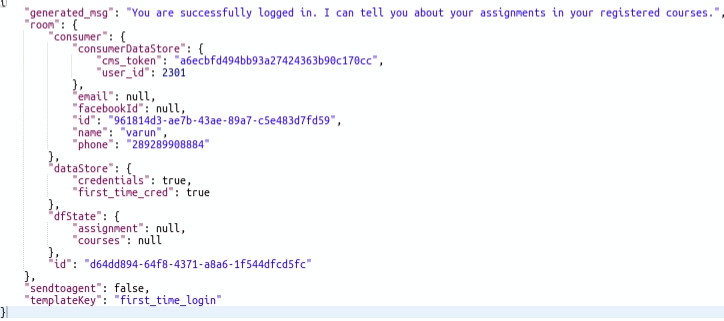 {
"generated_msg": "You are successfully logged in. I can tell you about your assignments in your registered courses.",
"room": {
"consumer": {
"consumerDataStore": {
"cms_token": "a6ecbfd494bb93a27424363b90c170cc",
"user_id": 2301
},
"email": null,
"facebookId": null,
"id": "961814d3-ae7b-43ae-89a7-c5e483d7fd59",
"name": "varun",
"phone": "289289908884"
},
"dataStore": {
"credentials": true,
"first_time_cred": true
},
"dfState": {
"assignment": null,
"courses": null
},
"id": "d64dd894-64f8-4371-a8a6-1f544dfcd5fc"
},
"sendtoagent": false,
"templateKey": "first_time_login"
}